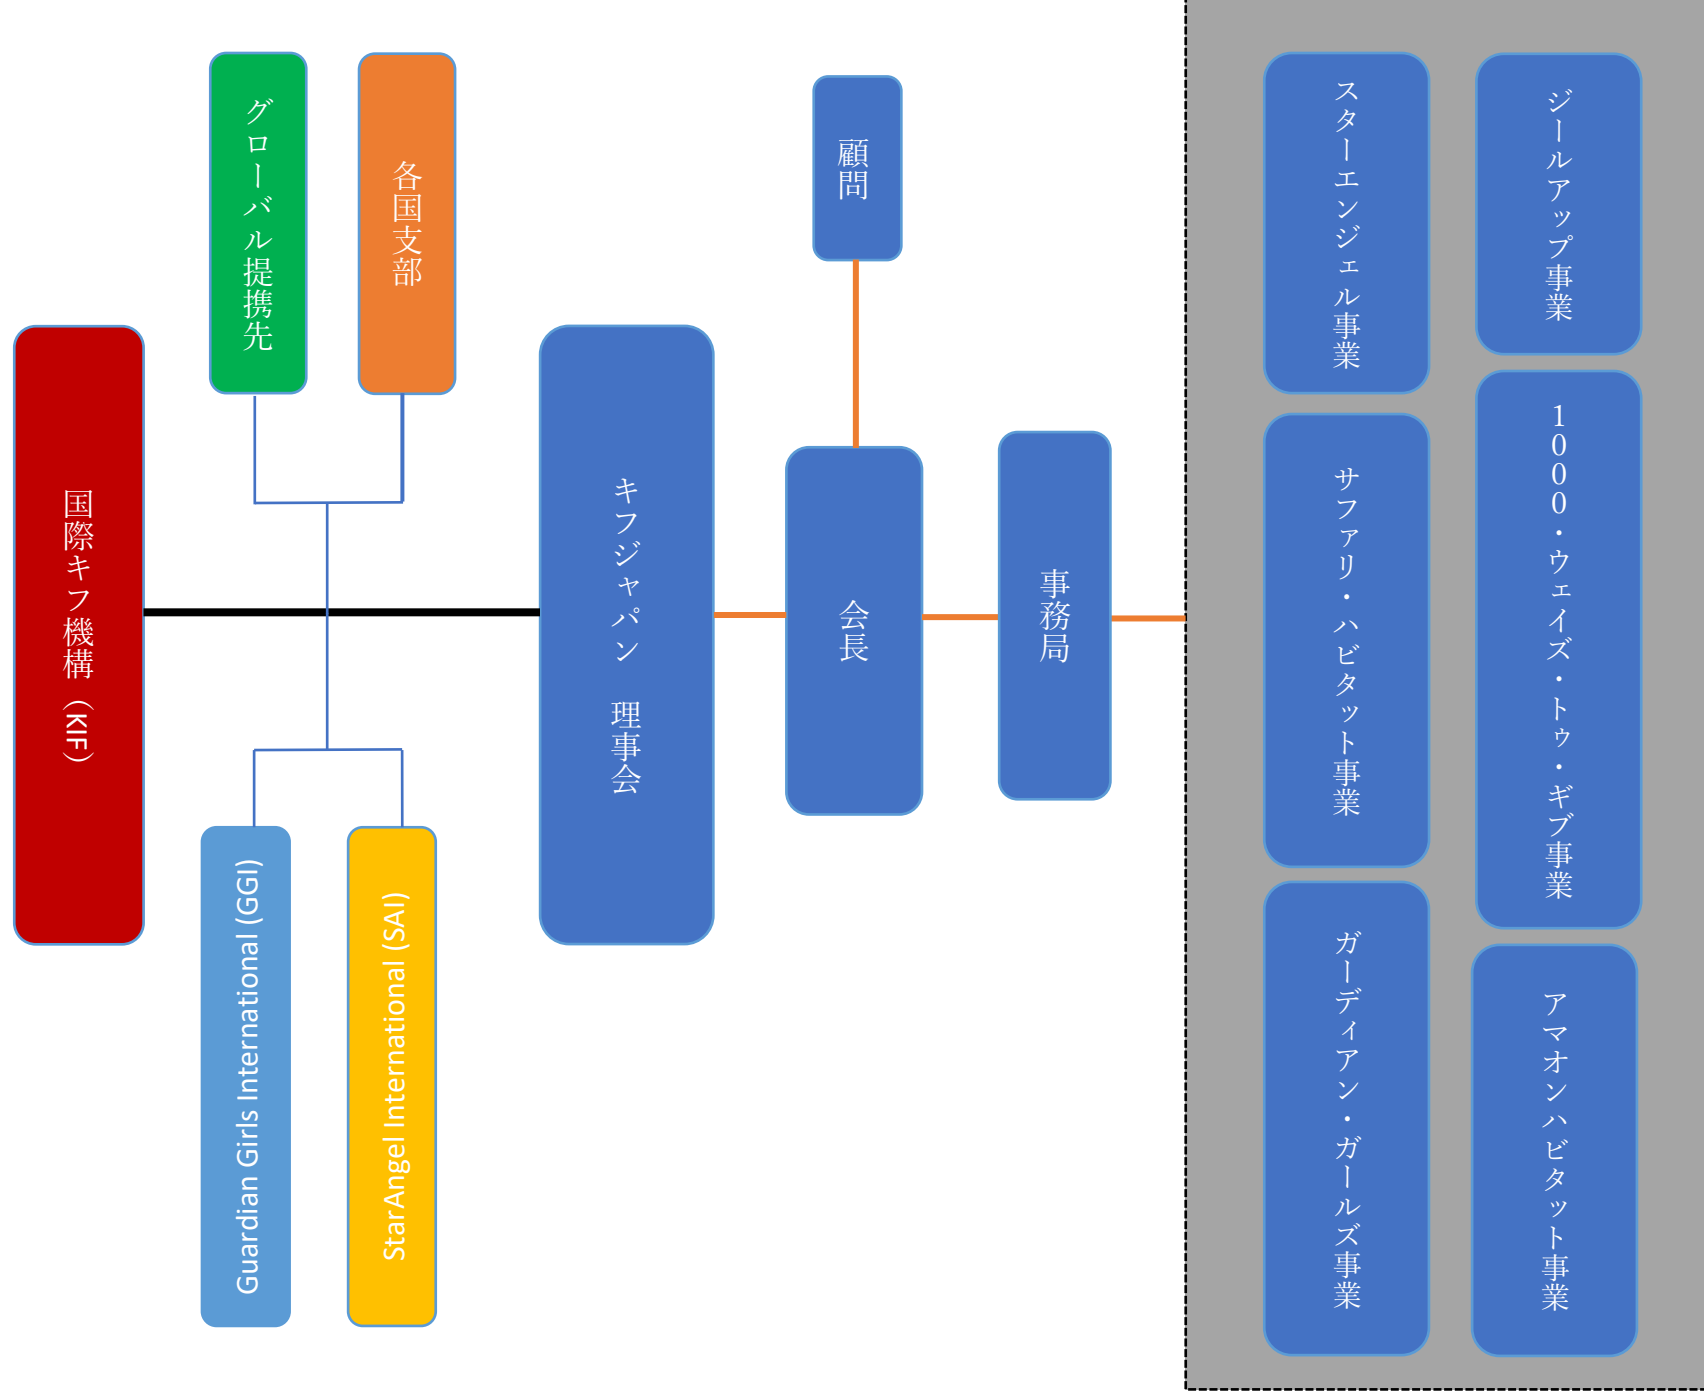 国際キフ機構（KIF）
グローバル提携先
各国支部
Guardian Girls International (GGI)
StarAngel International (SAI)
キフジャパン　理事会
顧問
会長
事務局
スターエンジェル事業
サファリ・ハビタット事業
ガーディアン・ガールズ事業
ジールアップ事業
1000・ウェイズ・トゥ・ギブ事業
アマオンハビタット事業